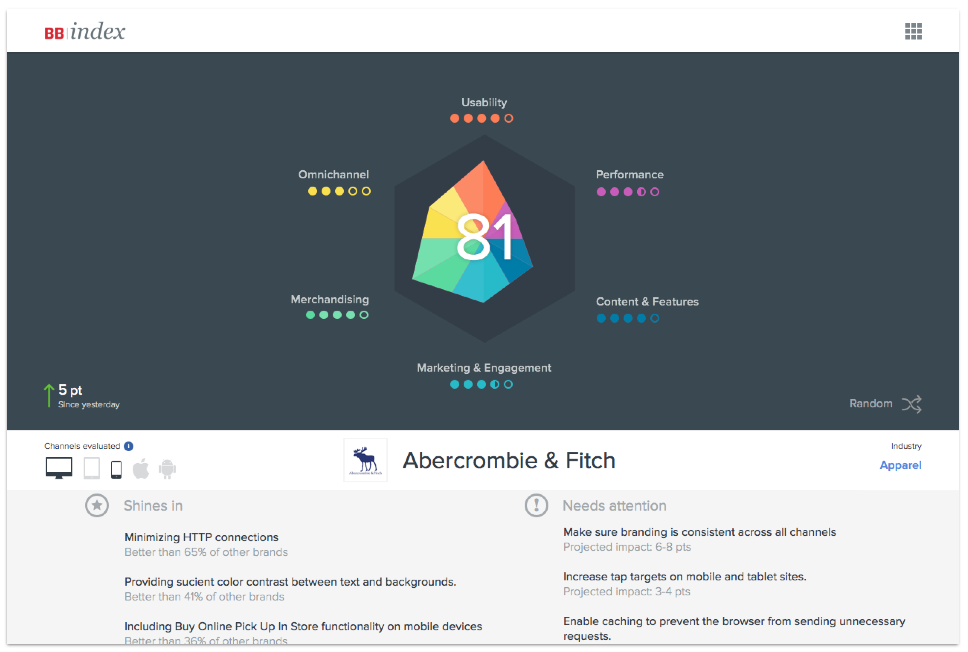 BB index
Usability
Omnichannel
Performance
81
Merchandising
Content & Features
Marketing & Engagement
5 pt
Since yesterday
Random
Channels evaluated i
Abercrombie & Fitch
Abercrombie & Fitch
Industry
Apparel
Shines in
Minimizing HTTP connections
Better than 65% of other brands
Providing sucient color contrast between text and backgrounds.
Better than 41% of other brands
Including Buy Online Pick Up In Store functionality on mobile devices
Better than 36% of other brands
! Needs attention
Make sure branding is consistent across all channels
Projected impact: 6-8 pts
Increase tap targets on mobile and tablet sites.
Projected impact: 3-4 pts
Enable caching to prevent the browser from sending unnecessary
requests.